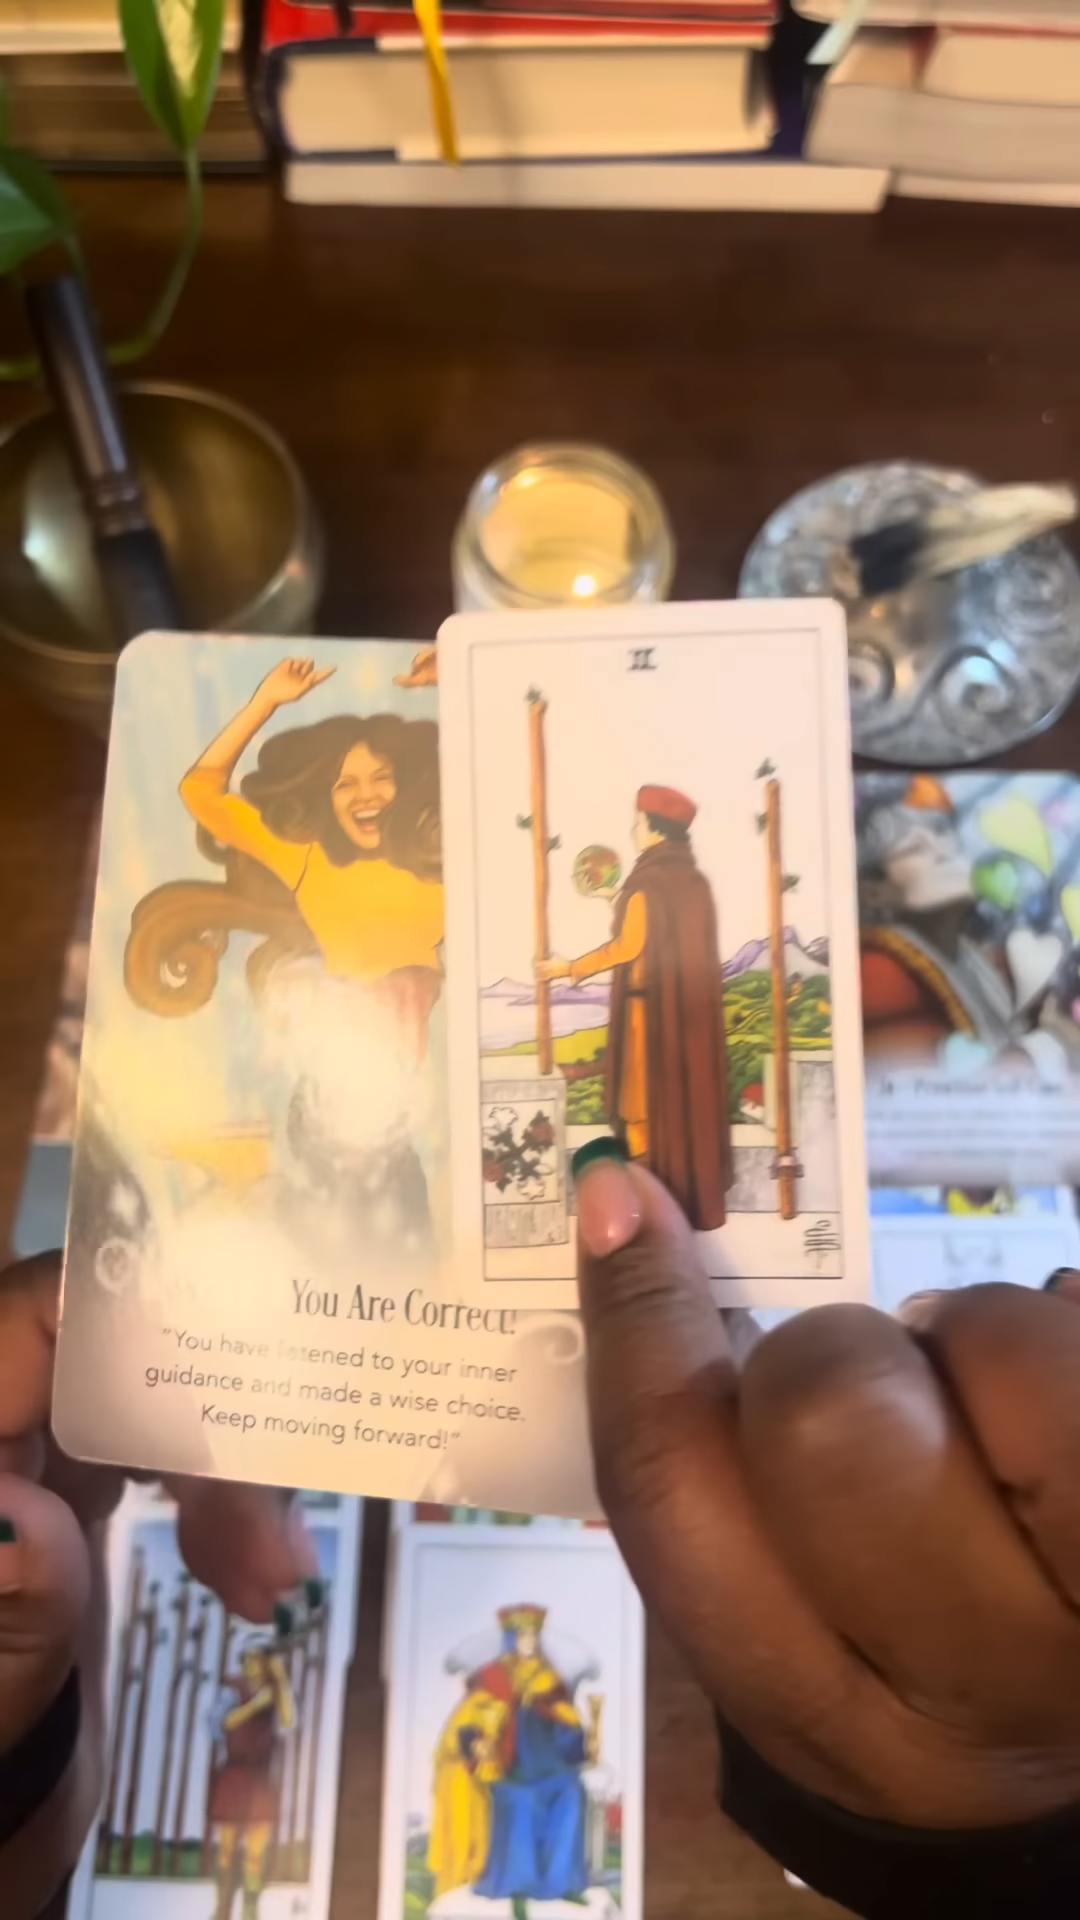 II
You Are Correct!
"You have listened to your inner
guidance and made a wise choice.
Keep moving forward!"